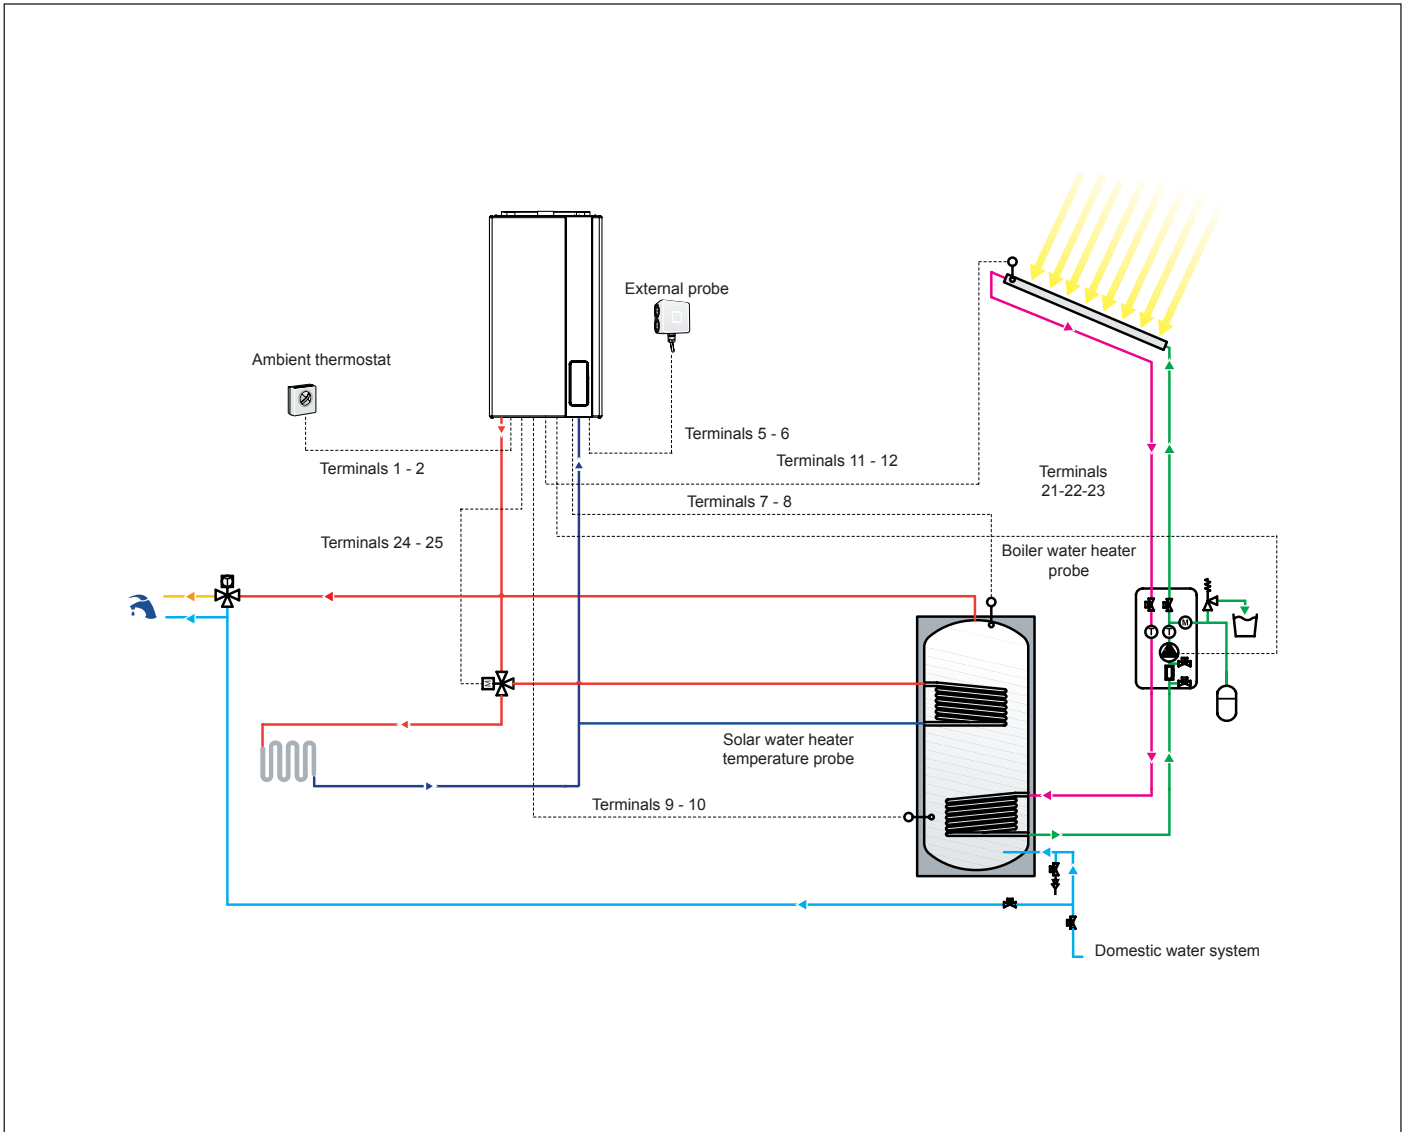 External probe
Ambient thermostat
Terminals 5 - 6
Terminals 11 - 12
Terminals 1 - 2
Terminals
21-22-23
Terminals 7 - 8
Terminals 24 - 25
Boiler water heater
probe
T
M
T
T
M
Solar water heater
temperature probe
Terminals 9 - 10
Domestic water system